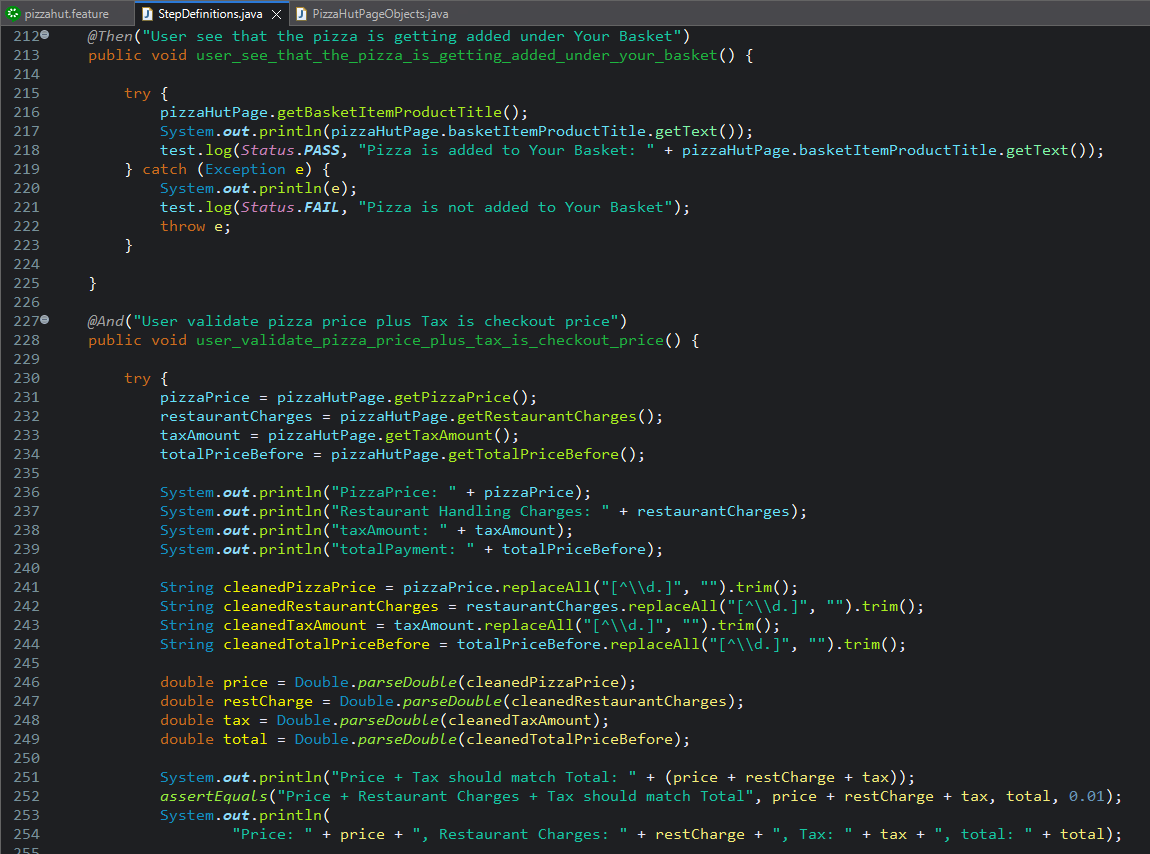 pizzahut.feature StepDefinitions.java PizzaHutPageObjects.java
212 @Then("User see that the pizza is getting added under Your Basket")
213 public void user_see_that_the_pizza_is_getting_added_under_your_basket() {
214
215 try {
216 pizzaHutPage.getBasketItemProductTitle();
217 System.out.println(pizzaHutPage.basketItemProductTitle.getText());
218 test.log(Status.PASS, "Pizza is added to Your Basket: " + pizzaHutPage.basketItemProductTitle.getText());
219 } catch (Exception e) {
220 System.out.println(e);
221 test.log(Status.FAIL, "Pizza is not added to Your Basket");
222 throw e;
223 }
224
225 }
226
227 @And("User validate pizza price plus Tax is checkout price")
228 public void user_validate_pizza_price_plus_tax_is_checkout_price() {
229
230 try {
231 pizzaPrice = pizzaHutPage.getPizzaPrice();
232 restaurantCharges = pizzaHutPage.getRestaurantCharges();
233 taxAmount = pizzaHutPage.getTaxAmount();
234 totalPriceBefore = pizzaHutPage.getTotalPriceBefore();
235
236 System.out.println("PizzaPrice: " + pizzaPrice);
237 System.out.println("Restaurant Handling Charges: " + restaurantCharges);
238 System.out.println("taxAmount: " + taxAmount);
239 System.out.println("totalPayment: " + totalPriceBefore);
240
241 String cleanedPizzaPrice = pizzaPrice.replaceAll("[^\\d.]", "").trim();
242 String cleanedRestaurantCharges = restaurantCharges.replaceAll("[^\\d.]", "").trim();
243 String cleanedTaxAmount = taxAmount.replaceAll("[^\\d.]", "").trim();
244 String cleanedTotalPriceBefore = totalPriceBefore.replaceAll("[^\\d.]", "").trim();
245
246 double price = Double.parseDouble(cleanedPizzaPrice);
247 double restCharge = Double.parseDouble(cleanedRestaurantCharges);
248 double tax = Double.parseDouble(cleanedTaxAmount);
249 double total = Double.parseDouble(cleanedTotalPriceBefore);
250
251 System.out.println("Price + Tax should match Total: " + (price + restCharge + tax));
252 assertEquals("Price + Restaurant Charges + Tax should match Total", price + restCharge + tax, total, 0.01);
253 System.out.println(
254 "Price: " + price + ", Restaurant Charges: " + restCharge + ", Tax: " + tax + ", total: " + total);
255